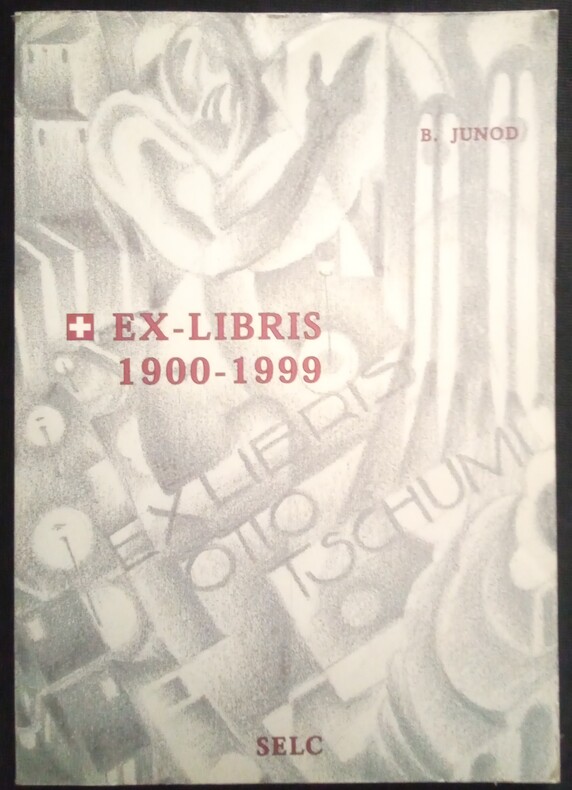 B. JUNOD
EX-LIBRIS
1900-1999
EX LIBRIS
OTTO
TSCHUMI
SELC